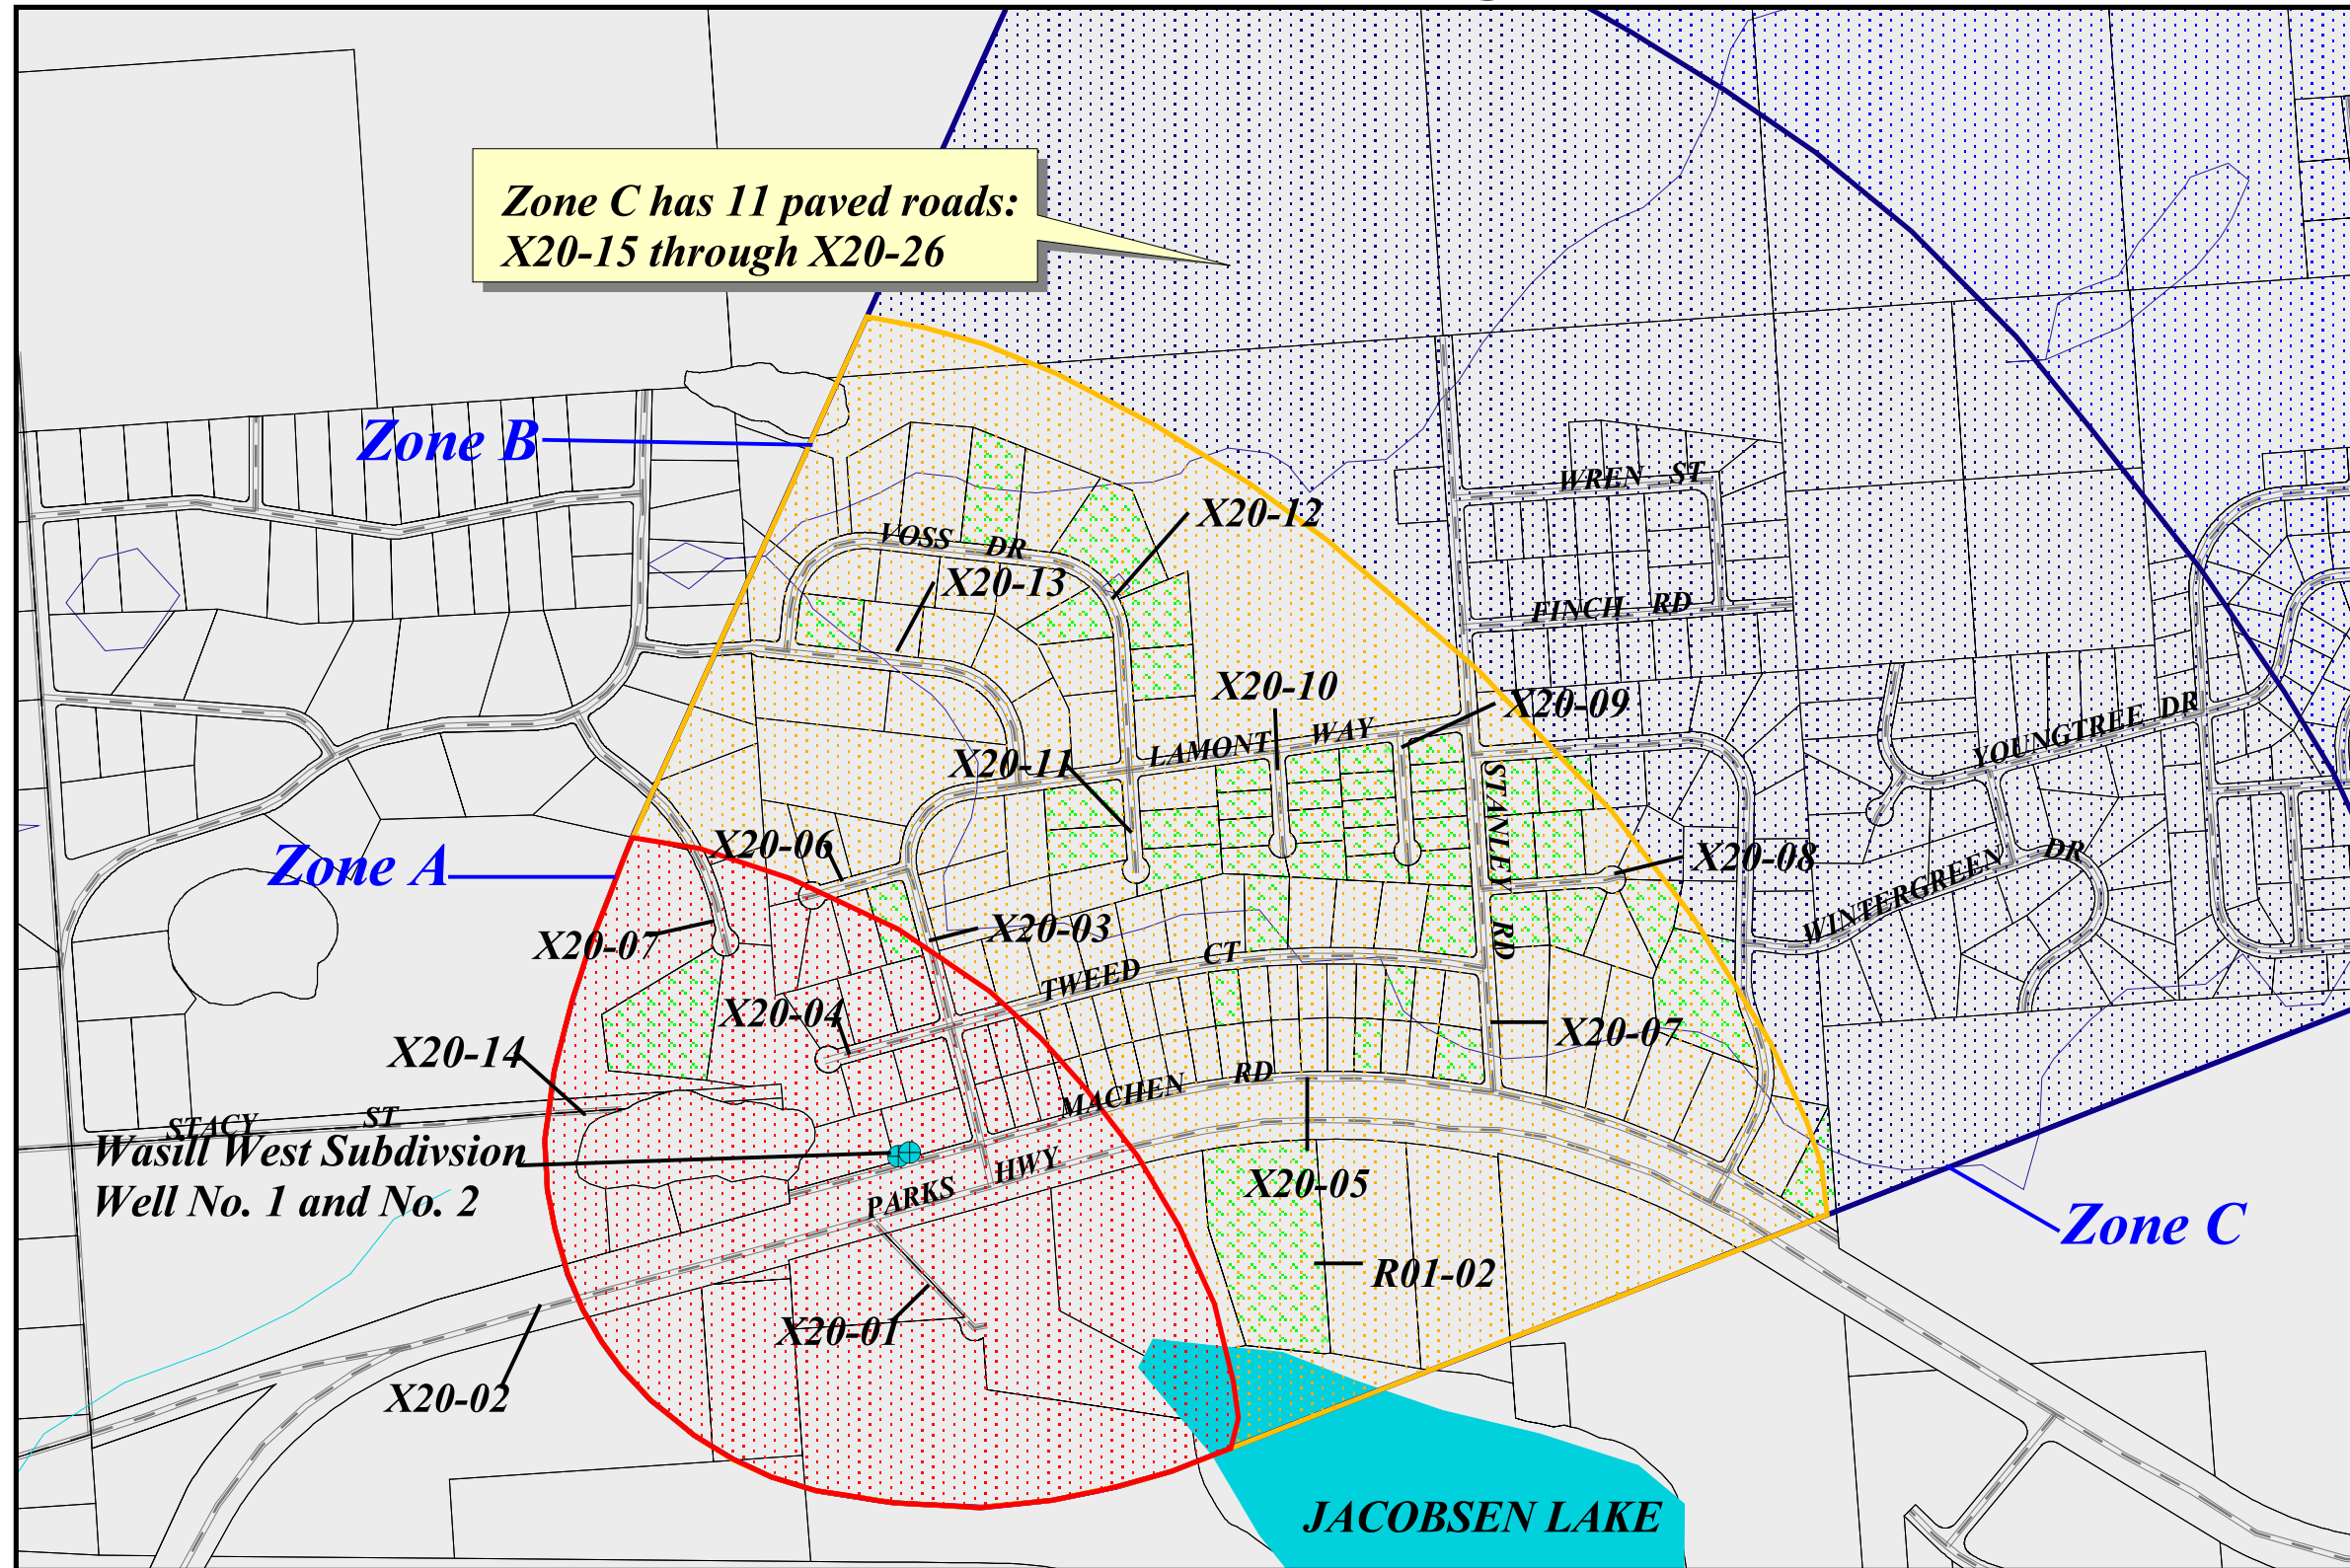 Zone C has 11 paved roads:
X20-15 through X20-26
Zone B
WREN ST
X20-12
VOSS DR
X20-13
FINCH RD
X20-10
X20-09
YOUNGTREE DR
LAMONT WAY
X20-11
STANLEY RD
X20-06
Zone A
X20-08
WINTERGREEN DR
X20-03
X20-07
TWEED CT
X20-04
X20-07
X20-14
MACHEN RD
STACY ST
Wasill West Subdivsion
Well No. 1 and No. 2
HWY
PARKS
X20-05
Zone C
R01-02
X20-01
X20-02
JACOBSEN LAKE